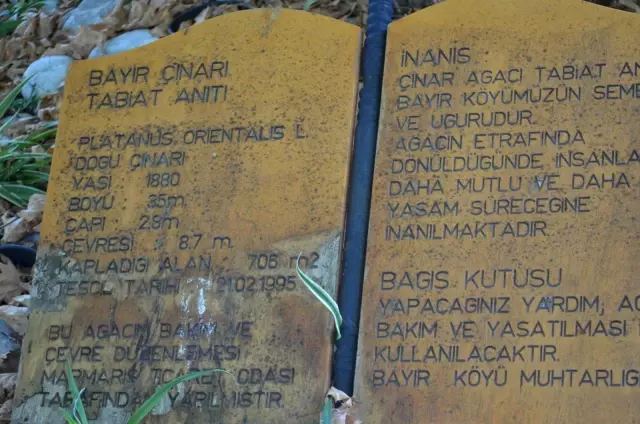 BAYIR ÇINARI
TABİAT ANITI
PLATANUS ORIENTALIS L.
DOĞU ÇINARI
YAŞI 1880
BOYU 35m
ÇAPI 2.8m
ÇEVRESİ 8.7 m.
KAPLADIĞI ALAN 706 m2
TESCİL TARİHİ 21.02.1995
BU AĞACIN BAKIM VE
ÇEVRE DÜZENLEMESİ
MARMARİS TİCARET ODASI
TARAFINDAN YAPILMIŞTIR.
İNANIŞ
ÇINAR AĞACI TABİAT
BAYIR KÖYÜMÜZÜN
VE UĞURUDUR.
AĞACIN ETRAFINDA
DÖNÜLDÜĞÜNDE
DAHA MUTLU VE DAHA
YAŞAM SÜRECEĞİNE
İNANILMAKTADIR.
BAĞIŞ KUTUSU
YAPACAĞINIZ YARDIM,
BAKIM VE YAŞATILMASI
KULLANILACAKTIR.
BAYIR KÖYÜ